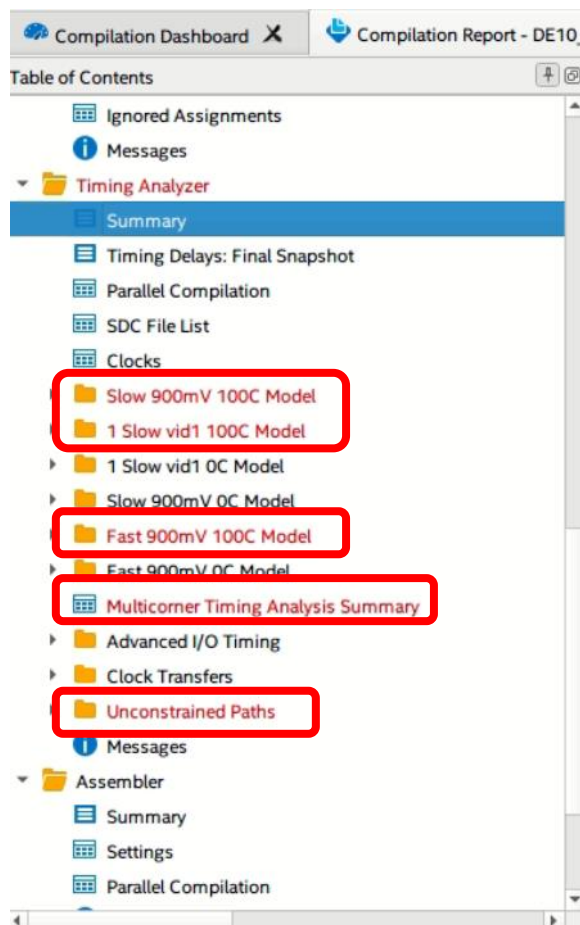 Compilation Dashboard X Compilation Report - DE10_
Table of Contents
Ignored Assignments
Messages
Timing Analyzer
Summary
Timing Delays: Final Snapshot
Parallel Compilation
SDC File List
Clocks
Slow 900mV 100C Model
1 Slow vid1 100C Model
1 Slow vid1 0C Model
Slow 900mV 0C Model
Fast 900mV 100C Model
Fast 900mV 0C Model
Multicorner Timing Analysis Summary
Advanced I/O Timing
Clock Transfers
Unconstrained Paths
Messages
Assembler
Summary
Settings
Parallel Compilation